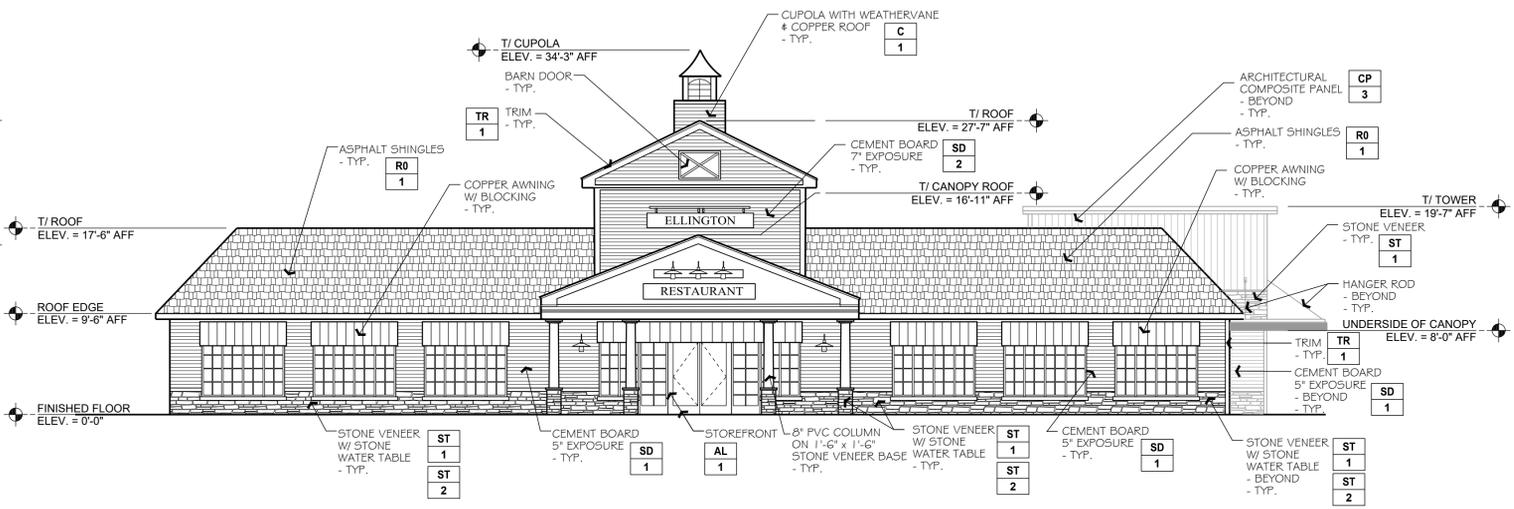 CUPOLA WITH WEATHERVANE
& COPPER ROOF
- TYP.
C
1
T/ CUPOLA
ELEV. = 34'-3" AFF
BARN DOOR
- TYP.
TR
1
TRIM
- TYP.
T/ ROOF
ELEV. = 27'-7" AFF
ARCHITECTURAL
COMPOSITE PANEL
- BEYOND
- TYP.
CP
3
ASPHALT SHINGLES
- TYP.
R0
1
CEMENT BOARD
7" EXPOSURE
- TYP.
SD
2
ASPHALT SHINGLES
- TYP.
R0
1
COPPER AWNING
W/ BLOCKING
- TYP.
T/ CANOPY ROOF
ELEV. = 16'-11" AFF
COPPER AWNING
W/ BLOCKING
- TYP.
T/ TOWER
ELEV. = 19'-7" AFF
T/ ROOF
ELEV. = 17'-6" AFF
ELLINGTON
STONE VENEER
- TYP.
ST
1
RESTAURANT
HANGER ROD
- BEYOND
- TYP.
ROOF EDGE
ELEV. = 9'-6" AFF
UNDERSIDE OF CANOPY
ELEV. = 8'-0" AFF
TRIM
- TYP.
TR
1
CEMENT BOARD
5" EXPOSURE
- BEYOND
- TYP.
SD
1
FINISHED FLOOR
ELEV. = 0'-0"
STONE VENEER
W/ STONE
WATER TABLE
- TYP.
ST
1
ST
2
CEMENT BOARD
5" EXPOSURE
- TYP.
SD
1
STOREFRONT
AL
1
8" PVC COLUMN
ON 1'-6" x 1'-6"
STONE VENEER BASE
- TYP.
STONE VENEER
W/ STONE
WATER TABLE
- TYP.
ST
1
ST
2
CEMENT BOARD
5" EXPOSURE
- TYP.
SD
1
STONE VENEER
W/ STONE
WATER TABLE
- BEYOND
- TYP.
ST
1
ST
2